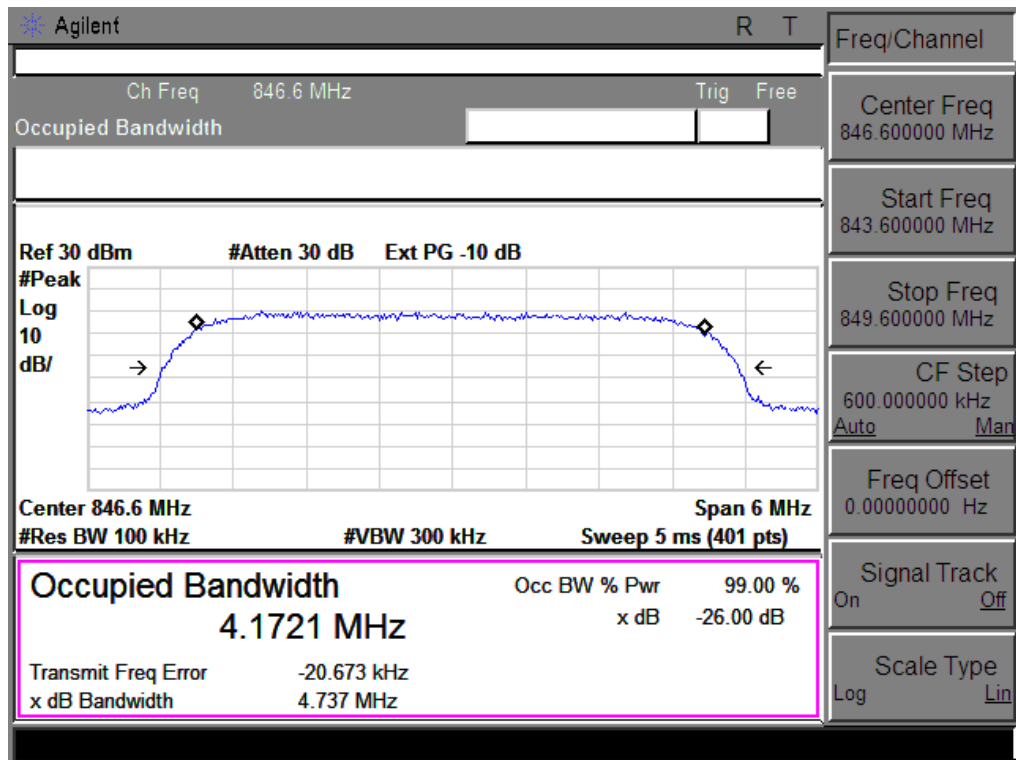 Agilent R T
Freq/Channel
Ch Freq 846.6 MHz Trig Free
Occupied Bandwidth
Center Freq
846.600000 MHz
Start Freq
843.600000 MHz
Stop Freq
849.600000 MHz
CF Step
600.000000 kHz
Auto Man
Freq Offset
0.00000000 Hz
Signal Track
On Off
Scale Type
Log Lin
Ref 30 dBm #Atten 30 dB Ext PG -10 dB
#Peak
Log
10
dB/
Center 846.6 MHz Span 6 MHz
#Res BW 100 kHz #VBW 300 kHz Sweep 5 ms (401 pts)
Occupied Bandwidth
4.1721 MHz
Occ BW % Pwr 99.00 %
x dB -26.00 dB
Transmit Freq Error -20.673 kHz
x dB Bandwidth 4.737 MHz